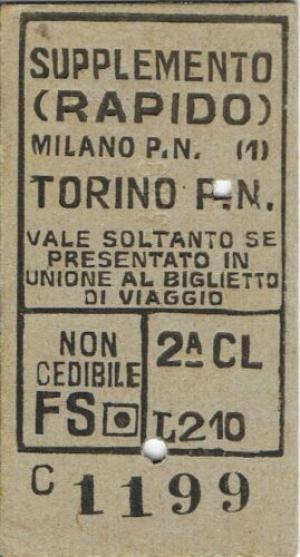 SUPPLEMENTO
(RAPIDO)
MILANO P.N. (1)
TORINO P.N.
VALE SOLTANTO SE
PRESENTATO IN
UNIONE AL BIGLIETTO
DI VIAGGIO
NON
CEDIBILE
FS
2ª CL
L210
C 1199